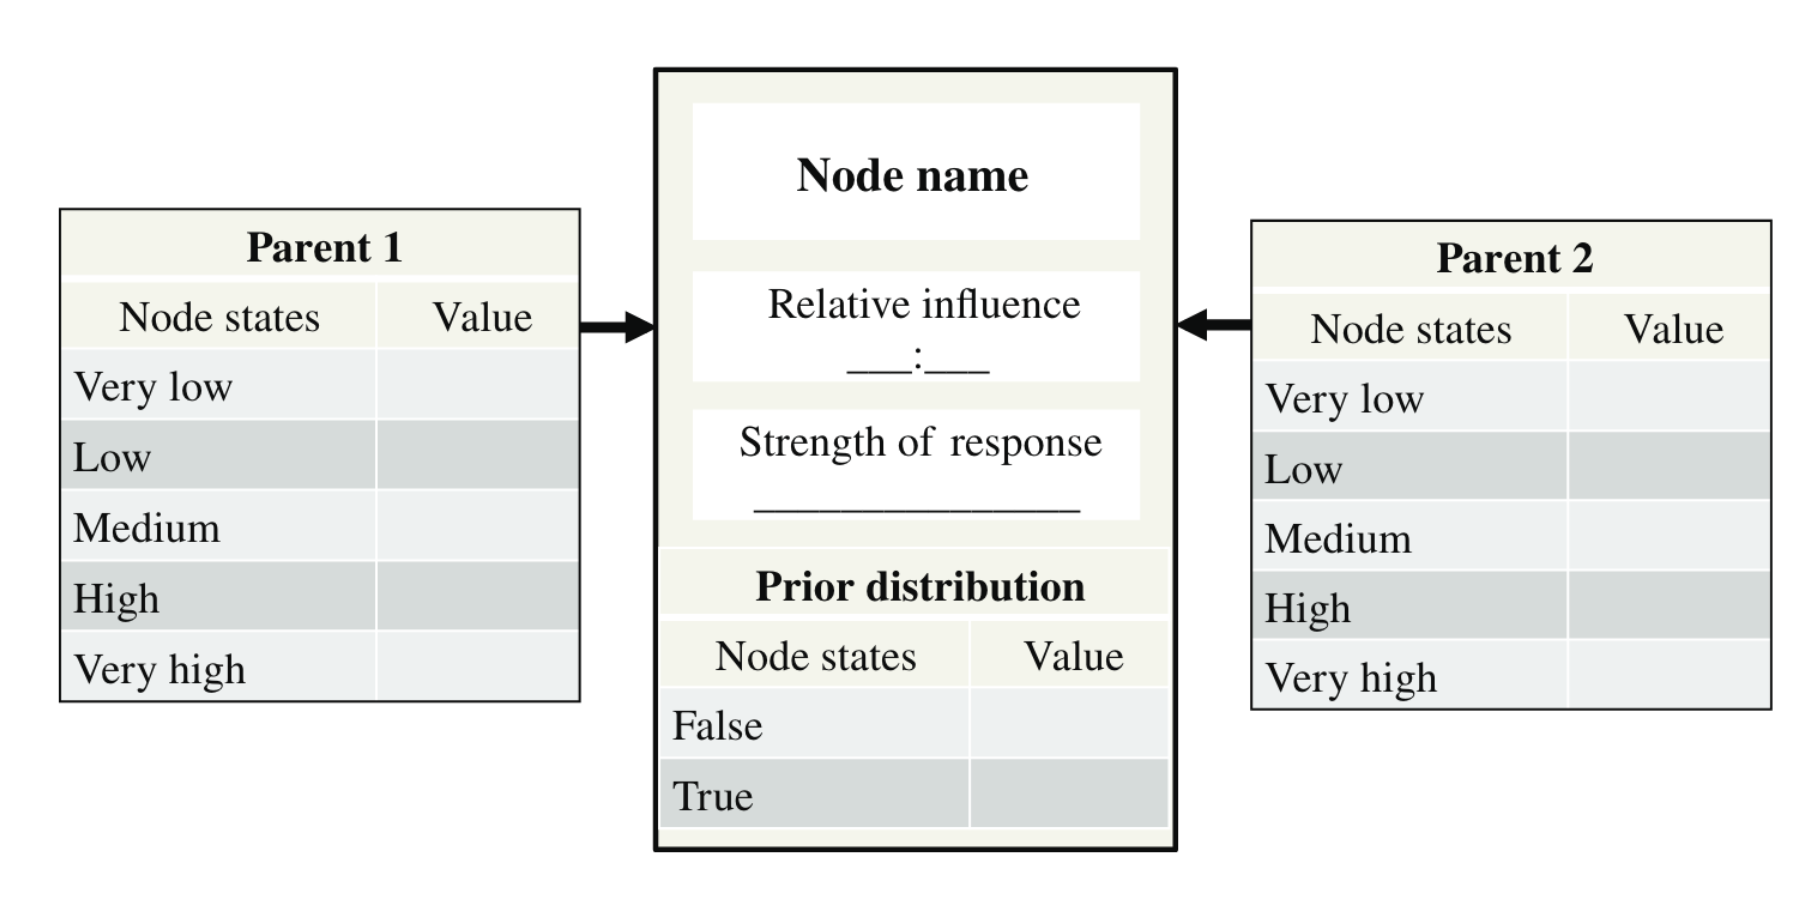 Parent 1
Node states Value
Very low
Low
Medium
High
Very high
Node name
Relative influence
___:___
Strength of response
_______________
Prior distribution
Node states Value
False
True
Parent 2
Node states Value
Very low
Low
Medium
High
Very high